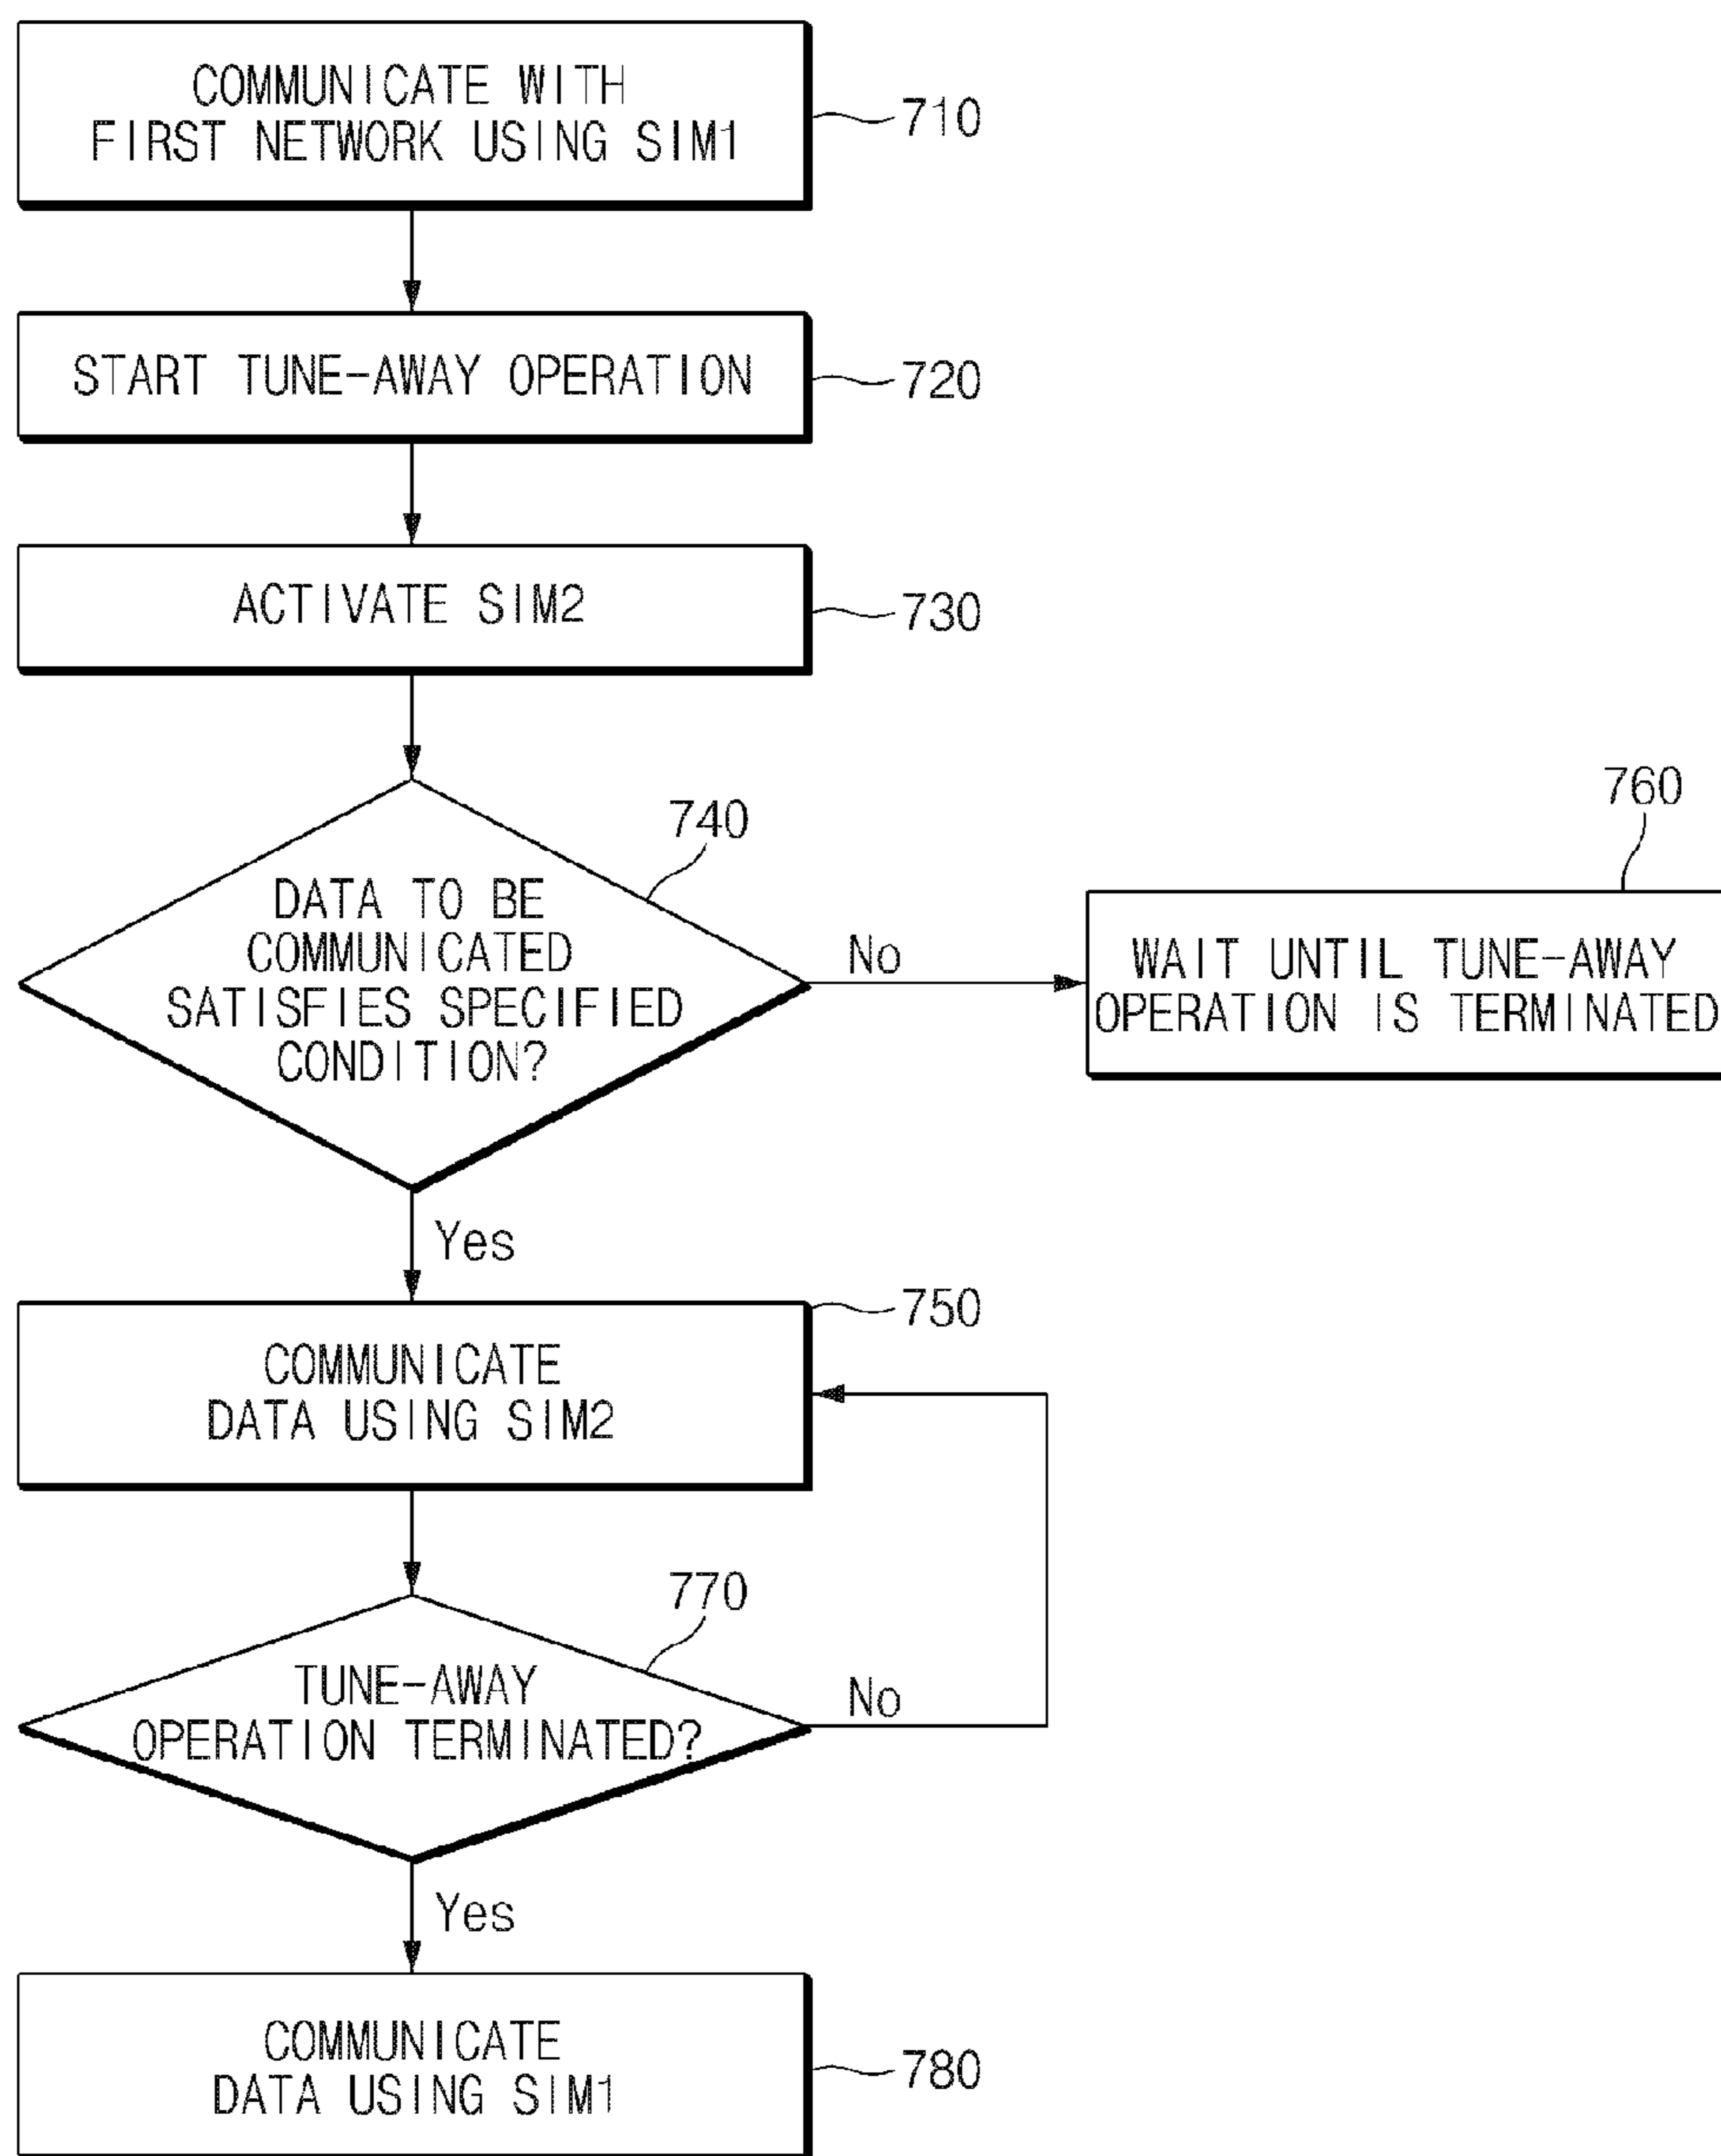 COMMUNICATE WITH
FIRST NETWORK USING SIM1
710
START TUNE-AWAY OPERATION
720
ACTIVATE SIM2
730
740
DATA TO BE
COMMUNICATED
SATISFIES SPECIFIED
CONDITION?
No
760
WAIT UNTIL TUNE-AWAY
OPERATION IS TERMINATED
Yes
750
COMMUNICATE
DATA USING SIM2
770
TUNE-AWAY
OPERATION TERMINATED?
No
Yes
COMMUNICATE
DATA USING SIM1
780